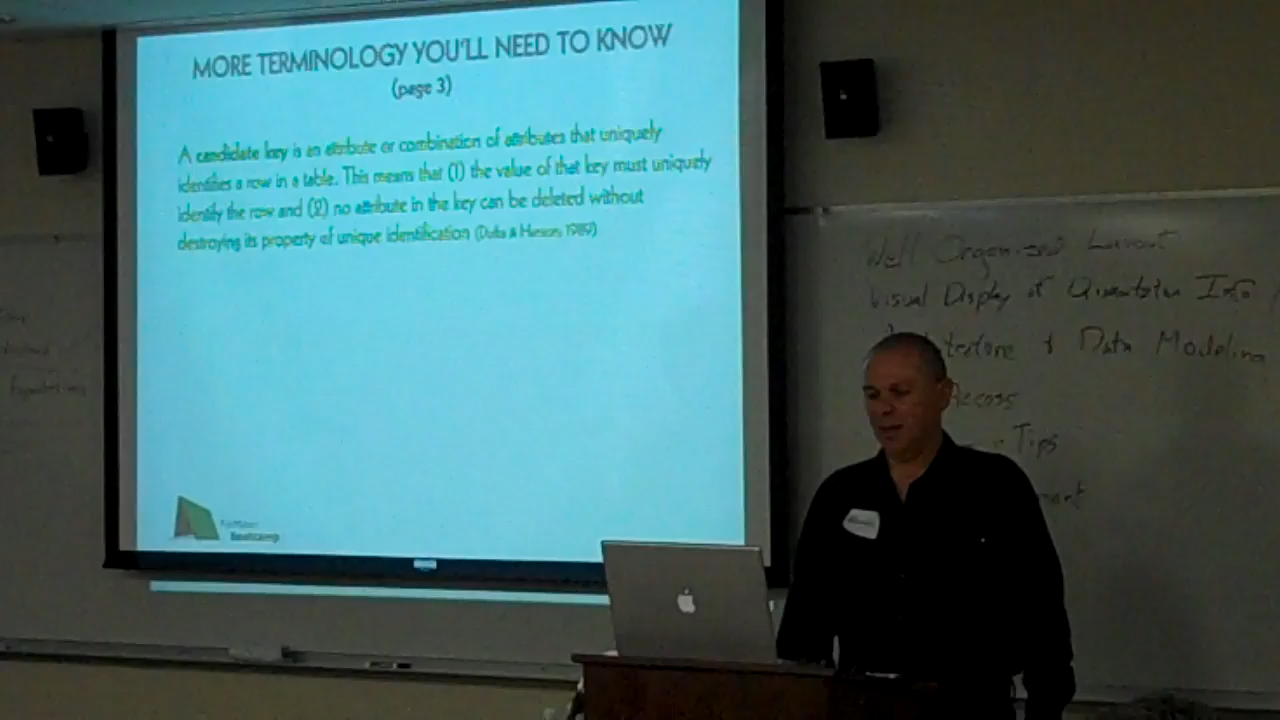 MORE TERMINOLOGY YOU'LL NEED TO KNOW
(page 3)
A candidate key is an attribute or combination of attributes that uniquely
identifies a row in a table. This means that (1) the value of that key must uniquely
identify the row and (2) no attribute in the key can be deleted without
destroying its property of unique identification (Dutka & Hanson, 1989)
FileMaker
Bootcamp
Well Organized Layout
Visual Display of Quantitative Info
& Data Modeling
Access
Tips